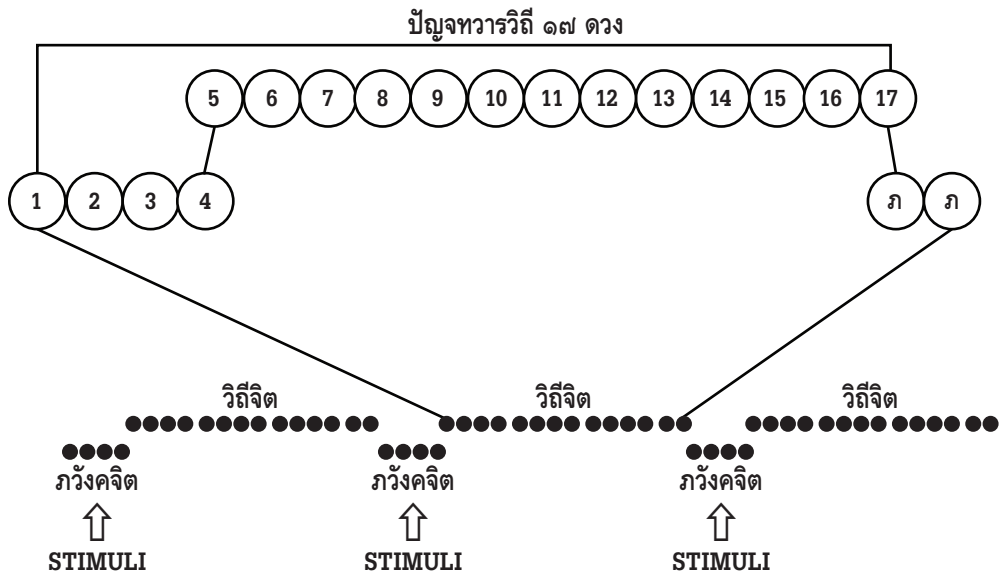 ปัญจทวารวิถี ๑๗ ดวง
5 6 7 8 9 10 11 12 13 14 15 16 17
1 2 3 4 ภ ภ
วิถีจิต วิถีจิต วิถีจิต
ภวังคจิต ภวังคจิต ภวังคจิต
STIMULI STIMULI STIMULI